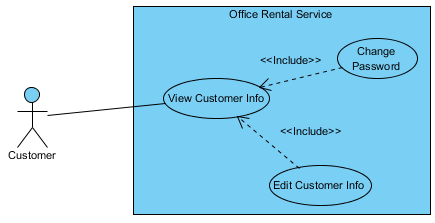 Office Rental Service
<<Include>>
Change
Password
View Customer Info
<<Include>>
Customer
Edit Customer Info